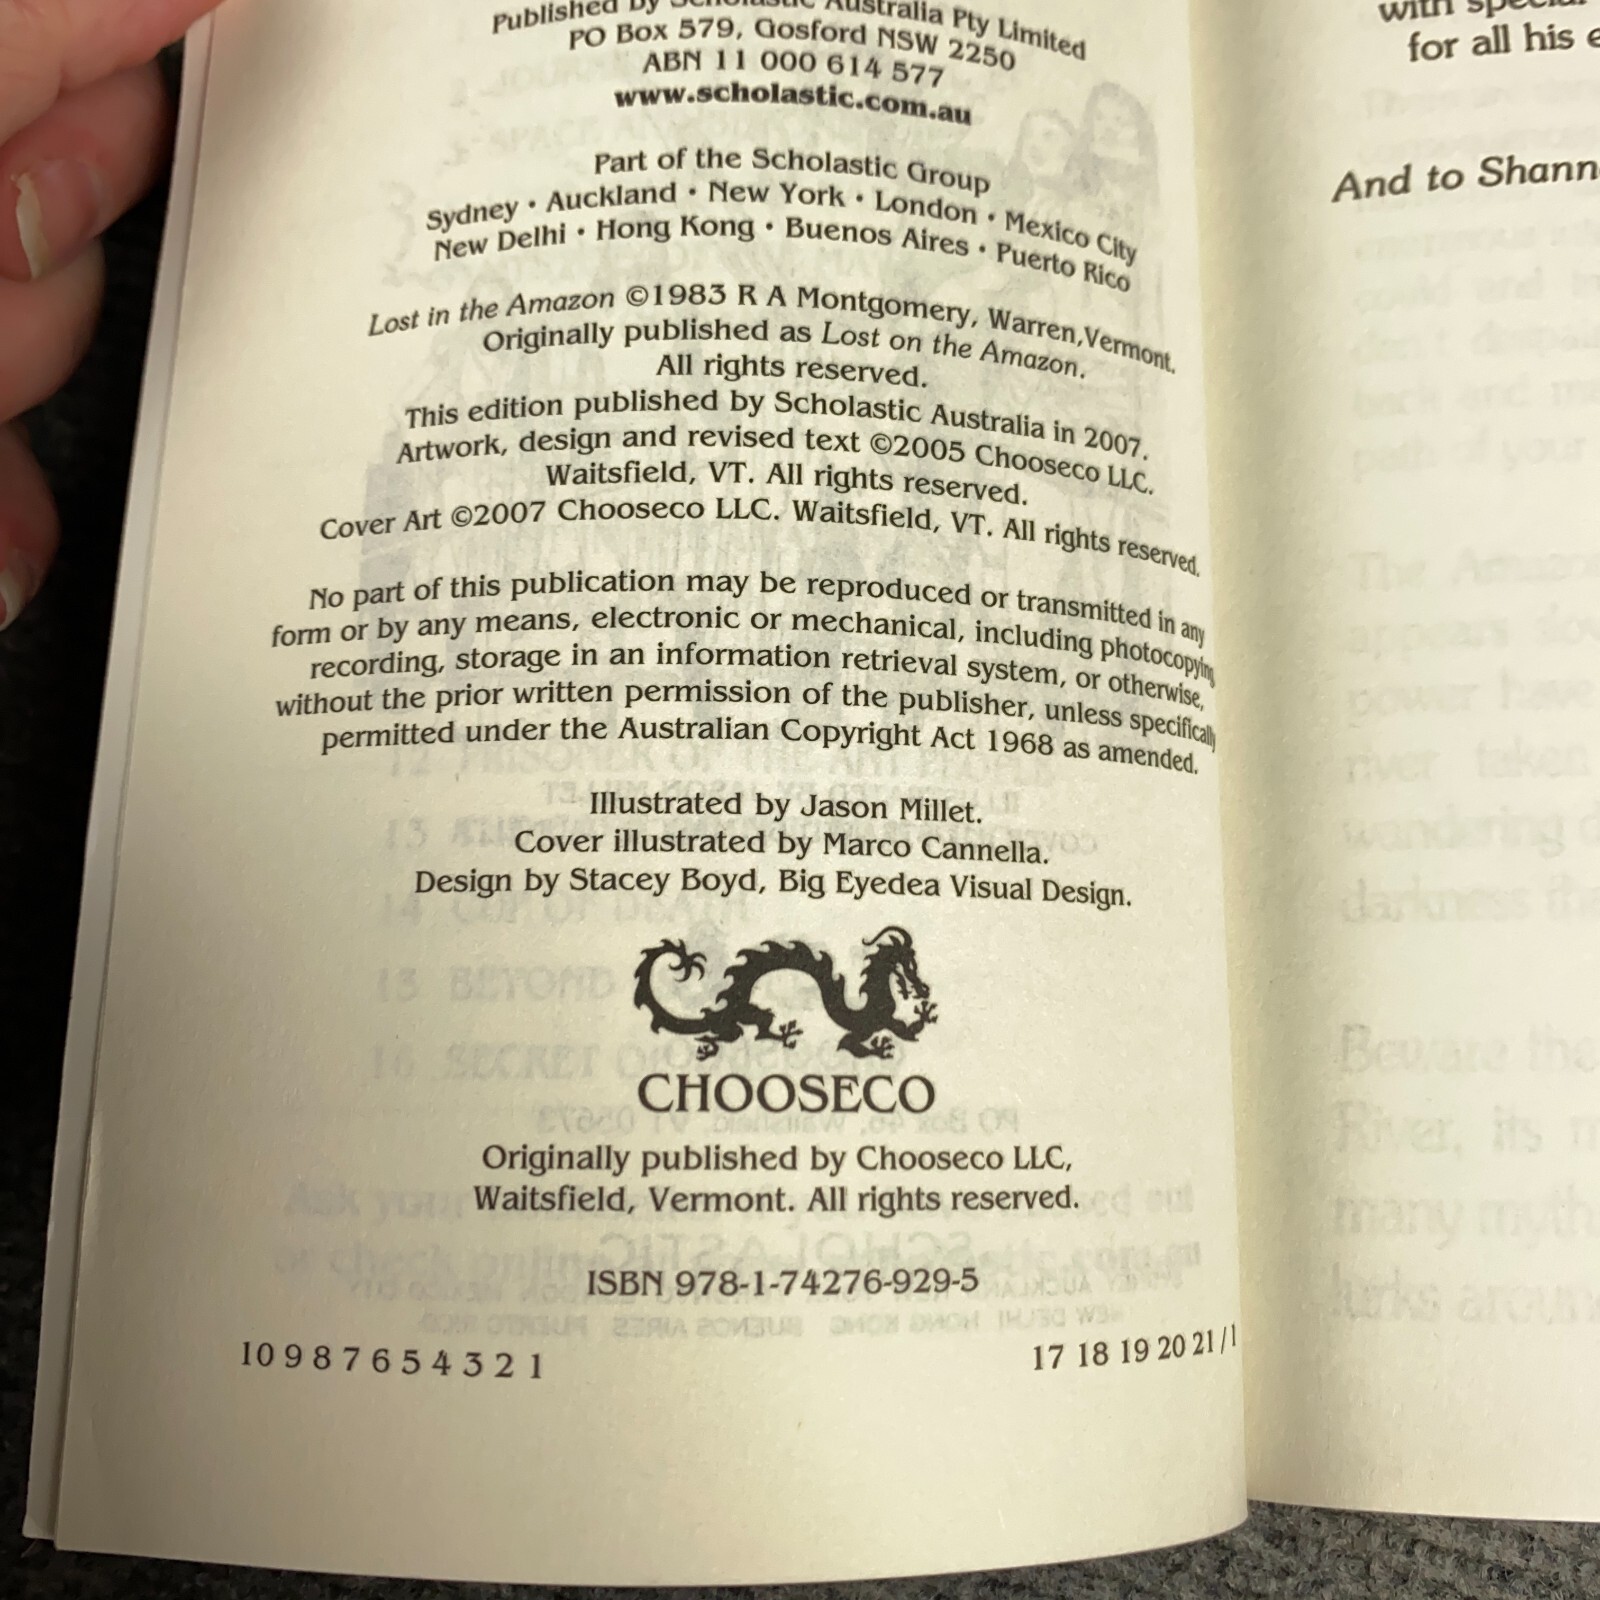 Published by Scholastic Australia Pty Limited
PO Box 579, Gosford NSW 2250
ABN 11 000 614 577
www.scholastic.com.au
Part of the Scholastic Group
Sydney • Auckland • New York • London • Mexico City
New Delhi • Hong Kong • Buenos Aires • Puerto Rico
Lost in the Amazon ©1983 R A Montgomery, Warren,Vermont.
Originally published as Lost on the Amazon.
All rights reserved.
This edition published by Scholastic Australia in 2007.
Artwork, design and revised text ©2005 Chooseco LLC.
Waitsfield, VT. All rights reserved.
Cover Art ©2007 Chooseco LLC. Waitsfield, VT. All rights reserved.
No part of this publication may be reproduced or transmitted in any
form or by any means, electronic or mechanical, including photocopying
recording, storage in an information retrieval system, or otherwise,
without the prior written permission of the publisher, unless specifically
permitted under the Australian Copyright Act 1968 as amended.
Illustrated by Jason Millet.
Cover illustrated by Marco Cannella.
Design by Stacey Boyd, Big Eyedea Visual Design.
CHOOSECO
Originally published by Chooseco LLC,
Waitsfield, Vermont. All rights reserved.
ISBN 978-1-74276-929-5
10 9 8 7 6 5 4 3 2 1
17 18 19 20 21 / 1
with special
for all his e
And to Shann